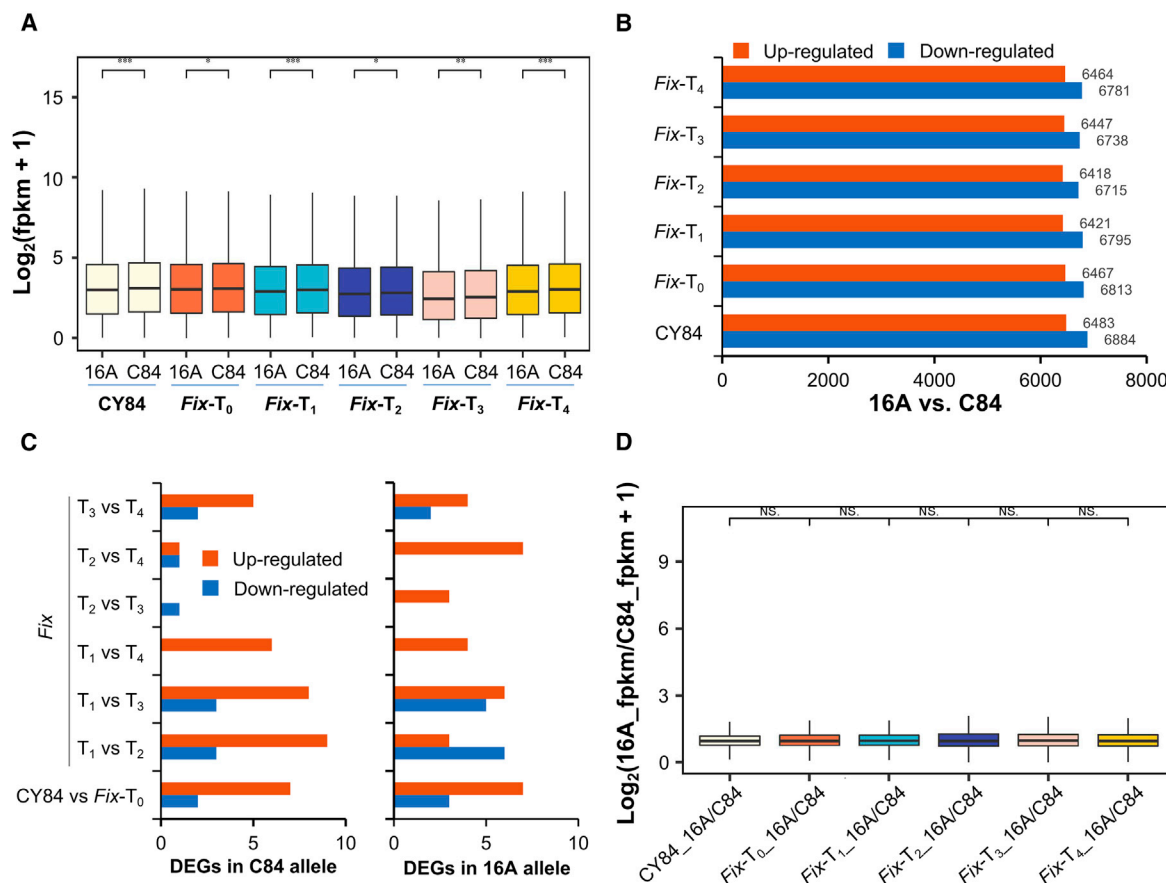 A
Log₂(fpkm + 1)
15
10
5
0
*** * *** * ** ***
16A C84 16A C84 16A C84 16A C84 16A C84 16A C84
CY84 Fix-T₀ Fix-T₁ Fix-T₂ Fix-T₃ Fix-T₄
B
Up-regulated Down-regulated
Fix-T₄ 6464
6781
Fix-T₃ 6447
6738
Fix-T₂ 6418
6715
Fix-T₁ 6421
6795
Fix-T₀ 6467
6813
CY84 6483
6884
0 2000 4000 6000 8000
16A vs. C84
C
Fix
T₃ vs T₄
T₂ vs T₄
T₂ vs T₃
T₁ vs T₄
T₁ vs T₃
T₁ vs T₂
CY84 vs Fix-T₀
Up-regulated
Down-regulated
0 5 10
DEGs in C84 allele
0 5 10
DEGs in 16A allele
D
Log₂(16A_fpkm/C84_fpkm + 1)
9
6
3
0
NS. NS. NS. NS. NS.
CY84_16A/C84
Fix-T₀_16A/C84
Fix-T₁_16A/C84
Fix-T₂_16A/C84
Fix-T₃_16A/C84
Fix-T₄_16A/C84